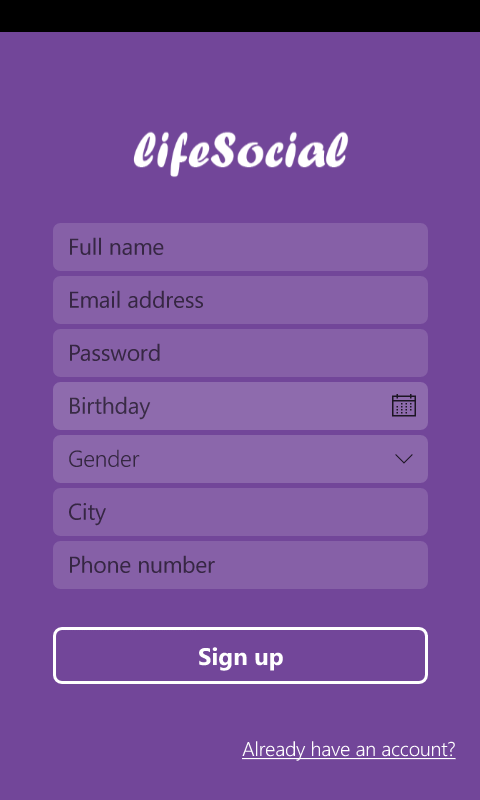 lifeSocial
Full name
Email address
Password
Birthday
Gender
City
Phone number
Sign up
Already have an account?